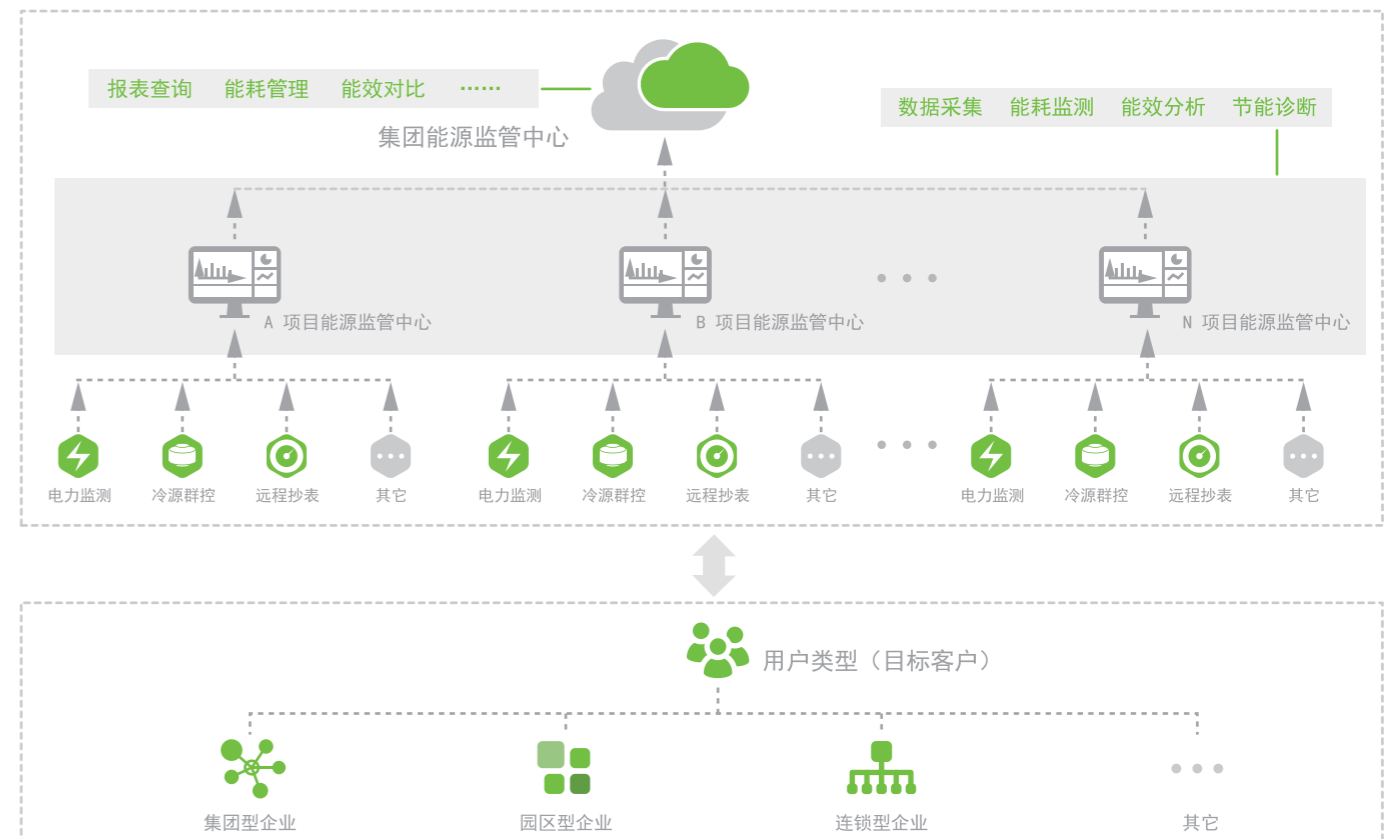 报表查询 能耗管理 能效对比 ……
数据采集 能耗监测 能效分析 节能诊断
集团能源监管中心
A 项目能源监管中心
B 项目能源监管中心
N 项目能源监管中心
电力监测 冷源群控 远程抄表 其它
电力监测 冷源群控 远程抄表 其它
电力监测 冷源群控 远程抄表 其它
用户类型（目标客户）
集团型企业
园区型企业
连锁型企业
其它